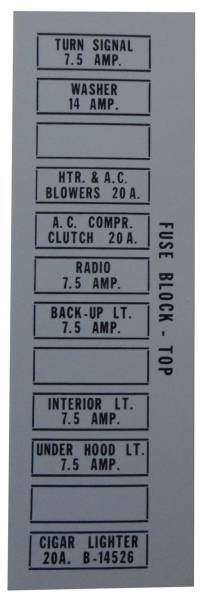 TURN SIGNAL
7.5 AMP.
WASHER
14 AMP.
HTR. & A.C.
BLOWERS 20 A.
A.C. COMPR.
CLUTCH 20A.
RADIO
7.5 AMP.
BACK-UP LT.
7.5 AMP.
INTERIOR LT.
7.5 AMP.
UNDER HOOD LT.
7.5 AMP.
CIGAR LIGHTER
20A. B-14526
FUSE BLOCK - TOP